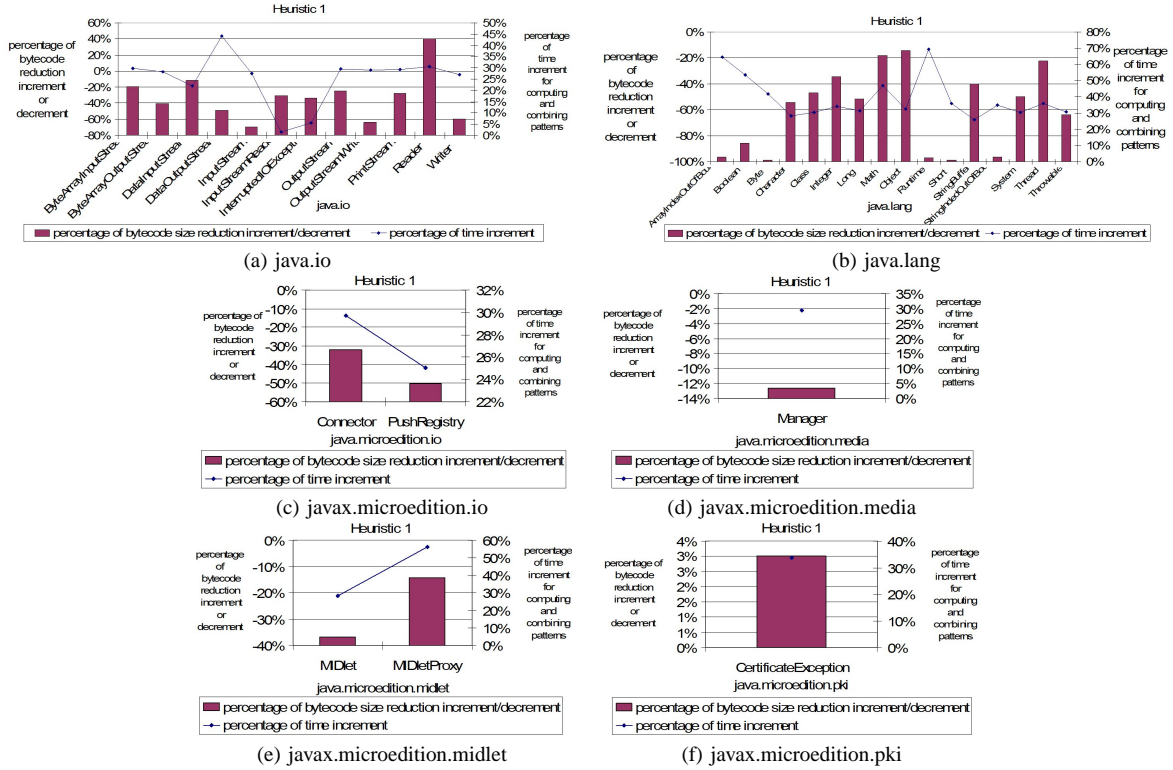 Heuristic 1
percentage of
bytecode
reduction
increment
or
decrement
60%
40%
20%
0%
-20%
-40%
-60%
-80%
50%
45%
40%
35%
30%
25%
20%
15%
10%
5%
0%
percentage
of
time
increment
for
computing
and
combining
patterns
DataInputStrea
DataOutputStrea
InputStrean.
InputStreamRead
InterruptedIOExcept
OutputStrean
OutputStreamWrit
PrintStrean.
Reader
Writer
java.io
percentage of bytecode size reduction increment/decrement
percentage of time increment
(a) java.io
Heuristic 1
percentage
of
bytecode
reduction
increment
or
decrement
-0%
-20%
-40%
-60%
-80%
-100%
80%
70%
60%
50%
40%
30%
20%
10%
0%
percentage
of time
increment
for
computing
and
combining
patterns
Boolean
Byte
Character
Class
Integer
Long
Math
Object
Runtime
Short
StringBuffe
System
Thread
Throwable
java.lang
percentage of bytecode size reduction increment/decrement
percentage of time increment
(b) java.lang
Heuristic 1
percentage of
bytecode
reduction
increment
or
decrement
0%
-10%
-20%
-30%
-40%
-50%
-60%
32%
30%
28%
26%
24%
22%
percentage
of time
increment
for
computing
and
combining
patterns
Connector
PushRegistry
java.microedition.io
percentage of bytecode size reduction increment/decrement
percentage of time increment
(c) javax.microedition.io
Heuristic 1
percentage of
bytecode
reduction
increment
or
decrement
0%
-2%
-4%
-6%
-8%
-10%
-12%
-14%
35%
30%
25%
20%
15%
10%
5%
0%
percentage
of time
increment
for
computing
and
combining
patterns
Manager
java.microedition.media
percentage of bytecode size reduction increment/decrement
percentage of time increment
(d) javax.microedition.media
Heuristic 1
percentage
of
bytecode
reduction
increment
or
decrement
0%
-10%
-20%
-30%
-40%
60%
50%
40%
30%
20%
10%
0%
percentage
of time
increment
for
computing
and
combining
patterns
MIDlet
MIDletProxy
java.microedition.midlet
percentage of bytecode size reduction increment/decrement
percentage of time increment
(e) javax.microedition.midlet
Heuristic 1
percentage of
bytecode
reduction
increment
or
decrement
4%
3%
3%
2%
2%
1%
1%
0%
40%
30%
20%
10%
0%
percentage
of time
increment
for
computing
and
combining
patterns
CertificateException
java.microedition.pki
percentage of bytecode size reduction increment/decrement
percentage of time increment
(f) javax.microedition.pki